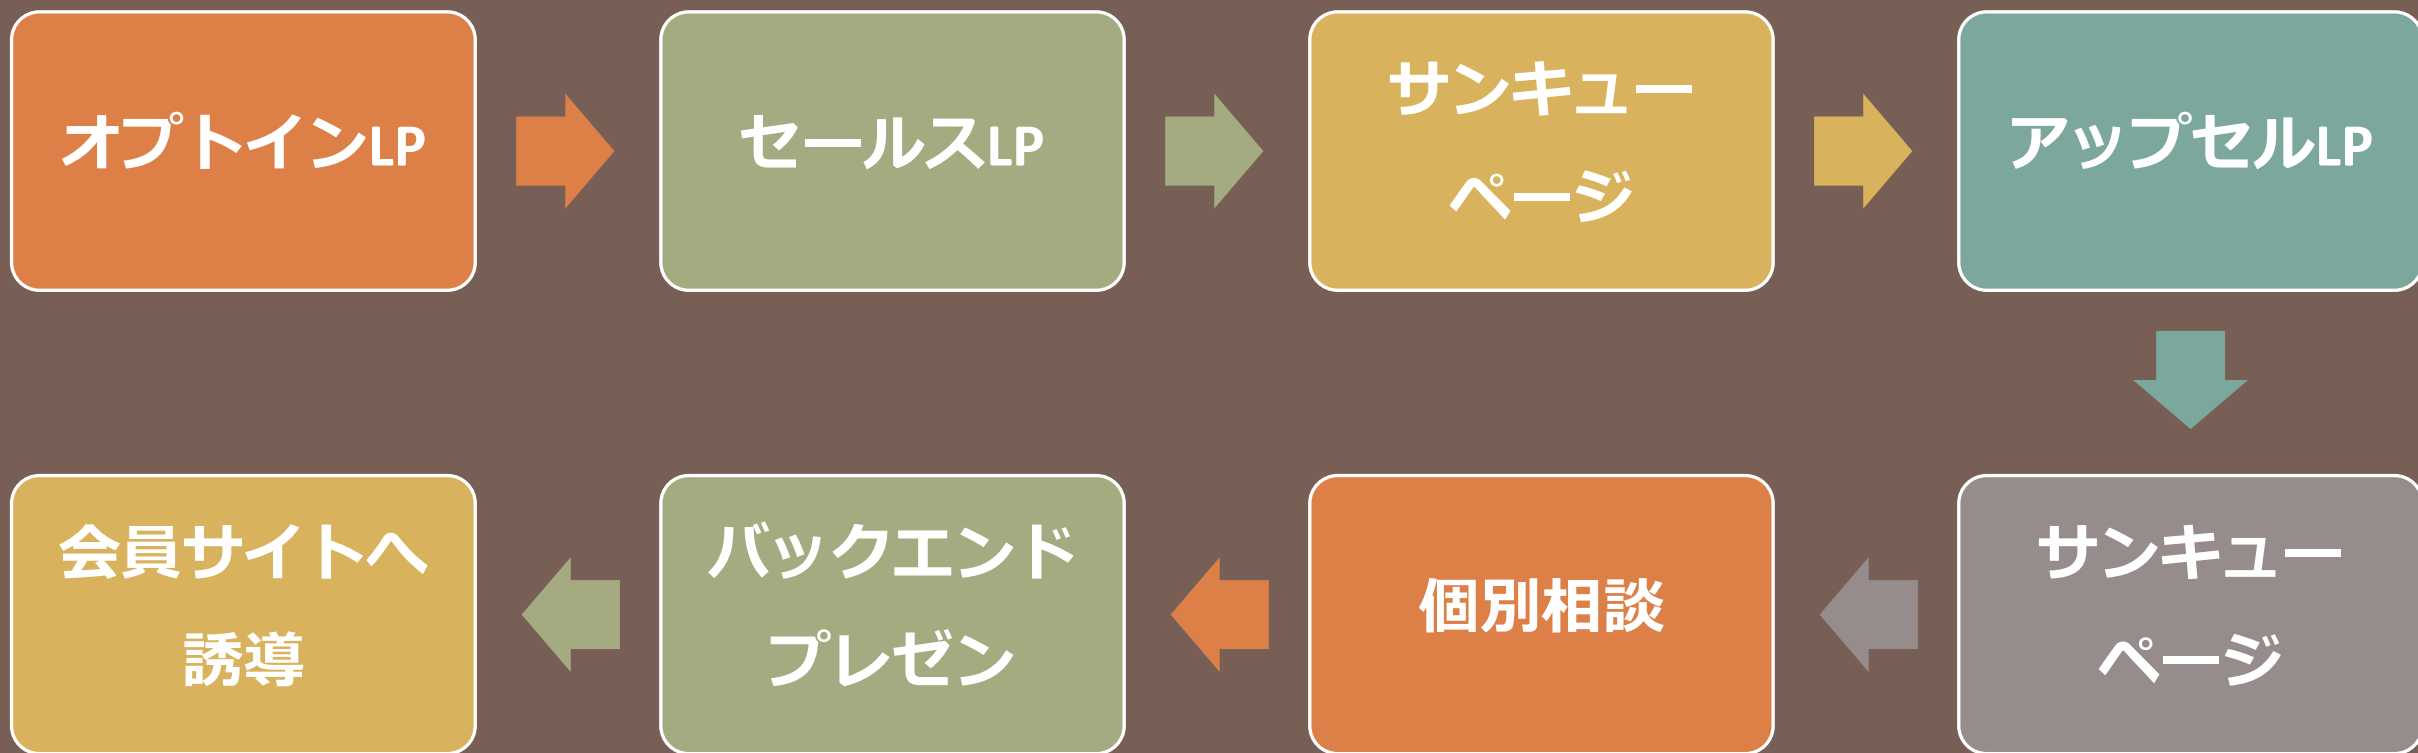 オプトインLP
セールスLP
サンキュー
ページ
アップセルLP
サンキュー
ページ
個別相談
バックエンド
プレゼン
会員サイトへ
誘導